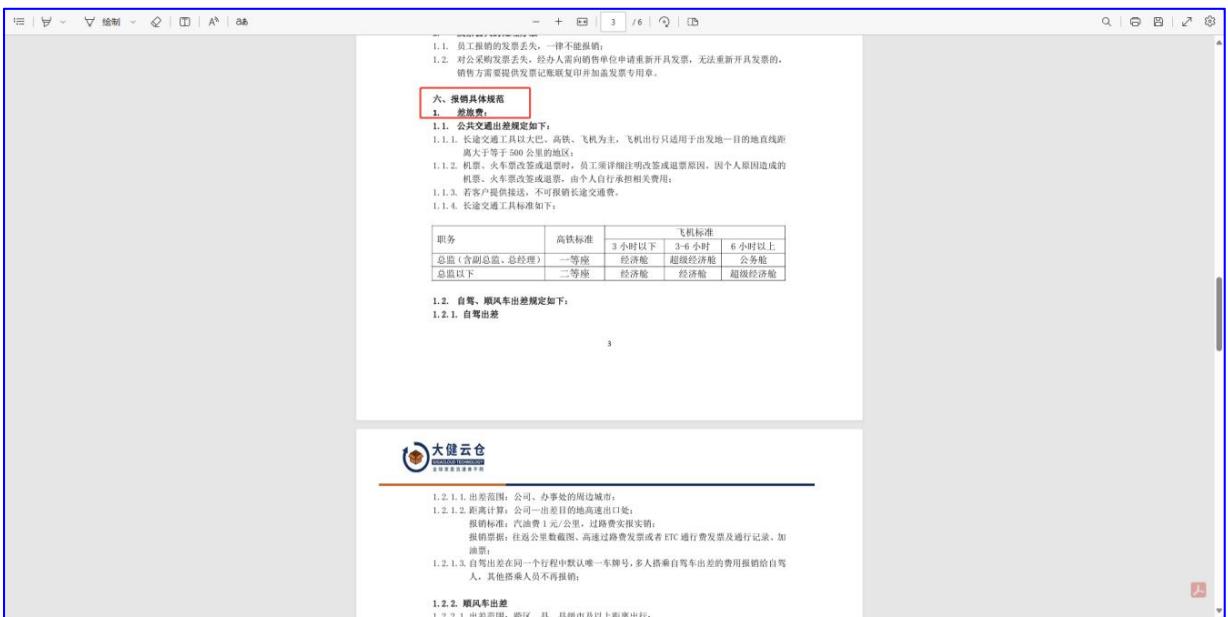 绘制
3 /6
1.1. 员工报销的发票丢失，一律不能报销；
1.2. 对公采购发票丢失，经办人需向销售单位申请重新开具发票，无法重新开具发票的，
销售方需要提供发票记账联复印并加盖发票专用章。
六、报销具体规范
1. 差旅费：
1.1. 公共交通出差规定如下：
1.1.1. 长途交通工具以大巴、高铁、飞机为主，飞机出行只适用于出发地—目的地直线距
离大于等于 500 公里的地区；
1.1.2. 机票、火车票改签或退票时，员工须详细注明改签或退票原因，因个人原因造成的
机票、火车票改签或退票，由个人自行承担相关费用；
1.1.3. 若客户提供接送，不可报销长途交通费。
1.1.4. 长途交通工具标准如下：
职务 高铁标准 飞机标准
3 小时以下 3-6 小时 6 小时以上
总监（含副总监、总经理） 一等座 经济舱 超级经济舱 公务舱
总监以下 二等座 经济舱 经济舱 超级经济舱
1.2. 自驾、顺风车出差规定如下：
1.2.1. 自驾出差
3
大健云仓
GIGACLOUD TECHNOLOGY
1.2.1.1. 出差范围：公司、办事处的周边城市；
1.2.1.2. 距离计算：公司—出差目的地高速出口处；
报销标准：汽油费 1 元/公里，过路费实报实销；
报销票据：往返公里数截图、高速过路费发票或者 ETC 通行费发票及通行记录、加
油票；
1.2.1.3. 自驾出差在同一个行程中默认唯一车牌号，多人搭乘自驾车出差的费用报销给自驾
人，其他搭乘人员不再报销；
1.2.2. 顺风车出差